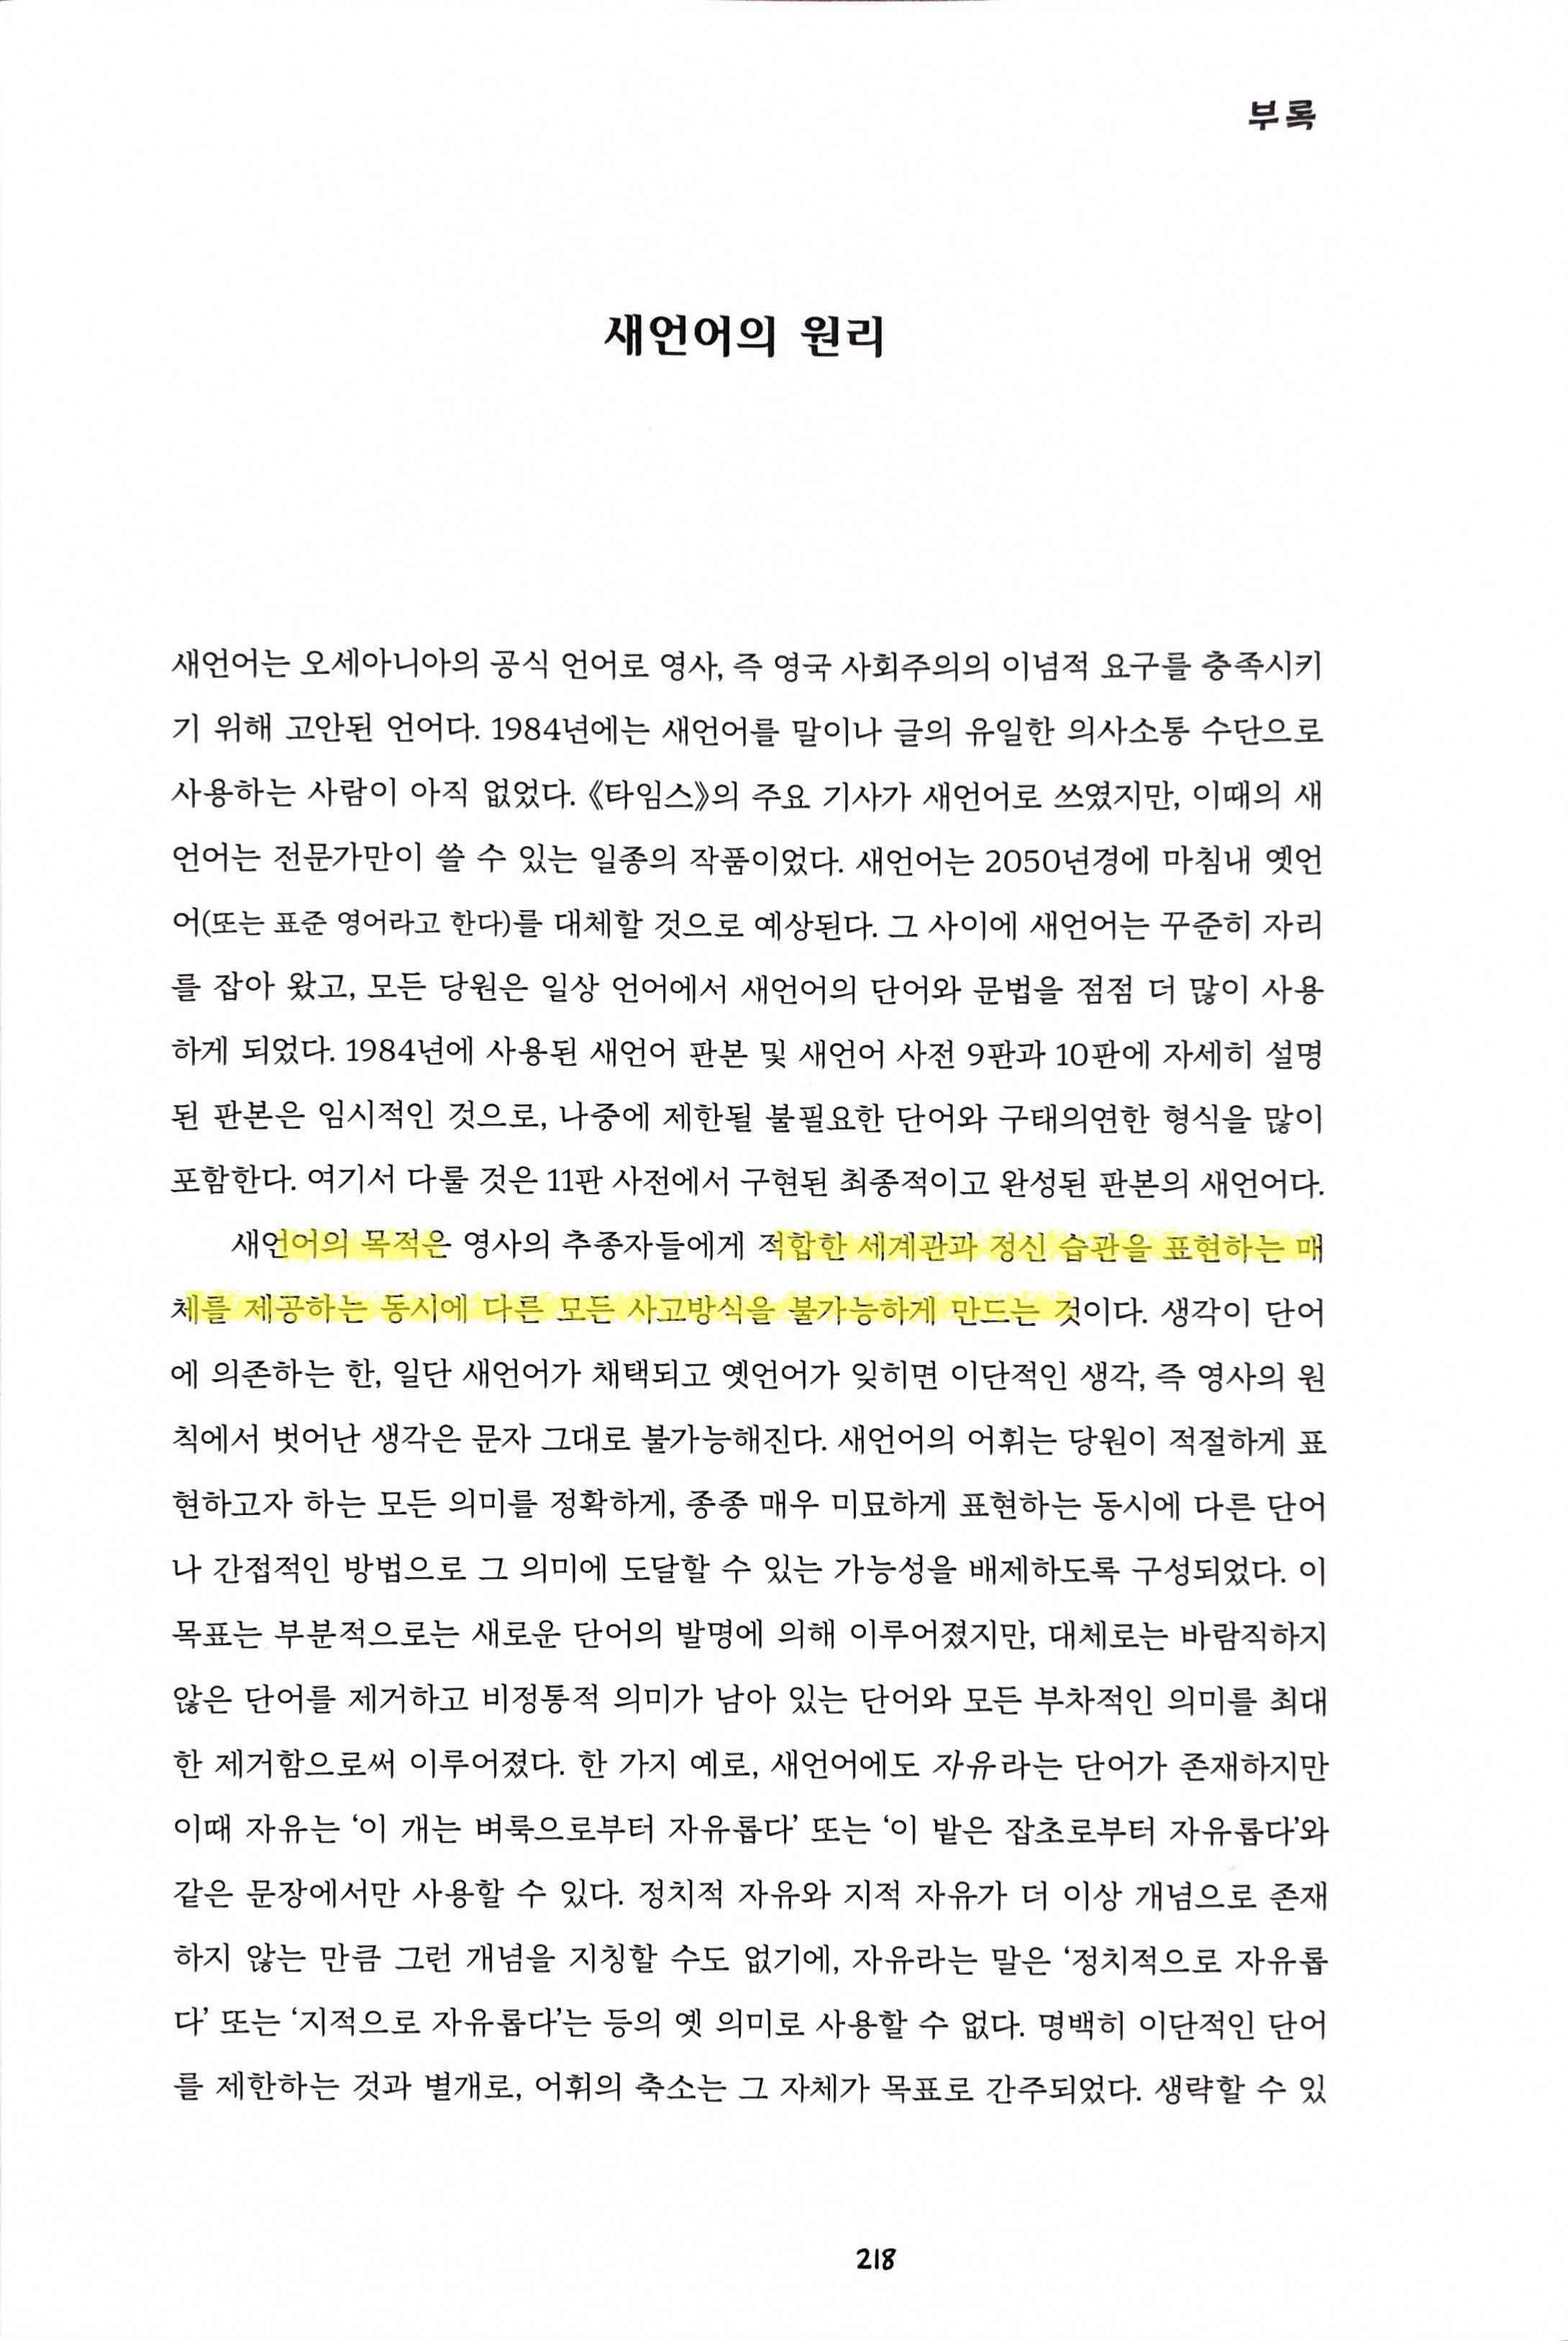 부록
새언어의 원리
새언어는 오세아니아의 공식 언어로 영사, 즉 영국 사회주의의 이념적 요구를 충족시키
기 위해 고안된 언어다. 1984년에는 새언어를 말이나 글의 유일한 의사소통 수단으로
사용하는 사람이 아직 없었다. 《타임스》의 주요 기사가 새언어로 쓰였지만, 이때의 새
언어는 전문가만이 쓸 수 있는 일종의 작품이었다. 새언어는 2050년경에 마침내 옛언
어(또는 표준 영어라고 한다)를 대체할 것으로 예상된다. 그 사이에 새언어는 꾸준히 자리
를 잡아 왔고, 모든 당원은 일상 언어에서 새언어의 단어와 문법을 점점 더 많이 사용
하게 되었다. 1984년에 사용된 새언어 판본 및 새언어 사전 9판과 10판에 자세히 설명
된 판본은 임시적인 것으로, 나중에 제한될 불필요한 단어와 구태의연한 형식을 많이
포함한다. 여기서 다룰 것은 11판 사전에서 구현된 최종적이고 완성된 판본의 새언어다.
새언어의 목적은 영사의 추종자들에게 적합한 세계관과 정신 습관을 표현하는 매
체를 제공하는 동시에 다른 모든 사고방식을 불가능하게 만드는 것이다. 생각이 단어
에 의존하는 한, 일단 새언어가 채택되고 옛언어가 잊히면 이단적인 생각, 즉 영사의 원
칙에서 벗어난 생각은 문자 그대로 불가능해진다. 새언어의 어휘는 당원이 적절하게 표
현하고자 하는 모든 의미를 정확하게, 종종 매우 미묘하게 표현하는 동시에 다른 단어
나 간접적인 방법으로 그 의미에 도달할 수 있는 가능성을 배제하도록 구성되었다. 이
목표는 부분적으로는 새로운 단어의 발명에 의해 이루어졌지만, 대체로는 바람직하지
않은 단어를 제거하고 비정통적 의미가 남아 있는 단어와 모든 부차적인 의미를 최대
한 제거함으로써 이루어졌다. 한 가지 예로, 새언어에도 자유라는 단어가 존재하지만
이때 자유는 ‘이 개는 벼룩으로부터 자유롭다’ 또는 ‘이 밭은 잡초로부터 자유롭다’와
같은 문장에서만 사용할 수 있다. 정치적 자유와 지적 자유가 더 이상 개념으로 존재
하지 않는 만큼 그런 개념을 지칭할 수도 없기에, 자유라는 말은 ‘정치적으로 자유롭
다’ 또는 ‘지적으로 자유롭다’는 등의 옛 의미로 사용할 수 없다. 명백히 이단적인 단어
를 제한하는 것과 별개로, 어휘의 축소는 그 자체가 목표로 간주되었다. 생략할 수 있
218